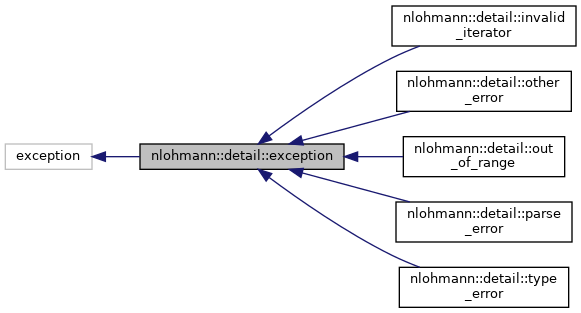 exception
nlohmann::detail::exception
nlohmann::detail::invalid
_iterator
nlohmann::detail::other
_error
nlohmann::detail::out
_of_range
nlohmann::detail::parse
_error
nlohmann::detail::type
_error